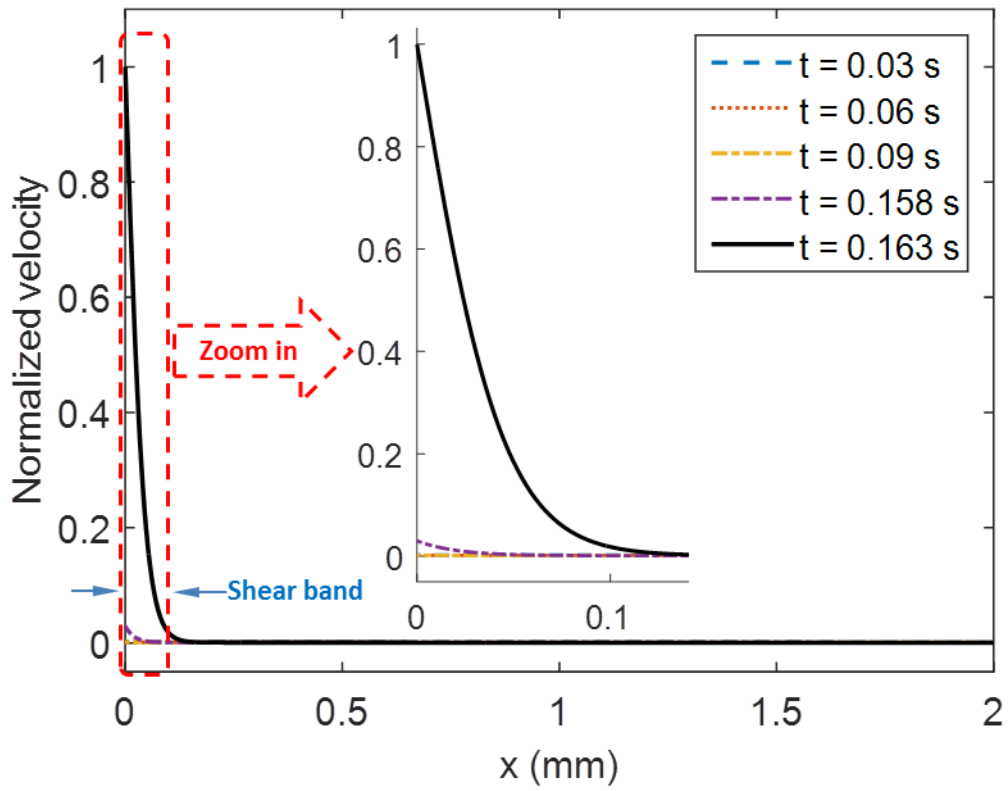 Normalized velocity
1
0.8
0.6
0.4
0.2
0
0
0.5
1
1.5
2
x (mm)
Zoom in
Shear band
1
0.8
0.6
0.4
0.2
0
0
0.1
t = 0.03 s
t = 0.06 s
t = 0.09 s
t = 0.158 s
t = 0.163 s